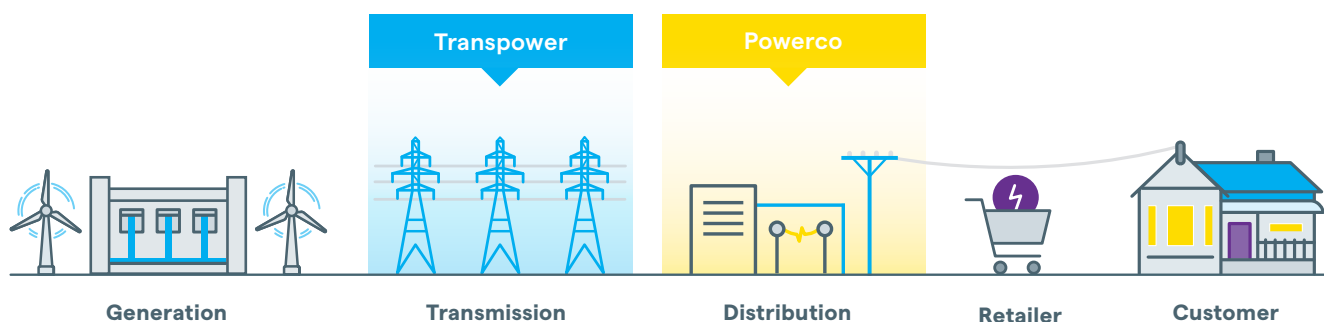 Transpower
Powerco
Generation
Transmission
Distribution
Retailer
Customer